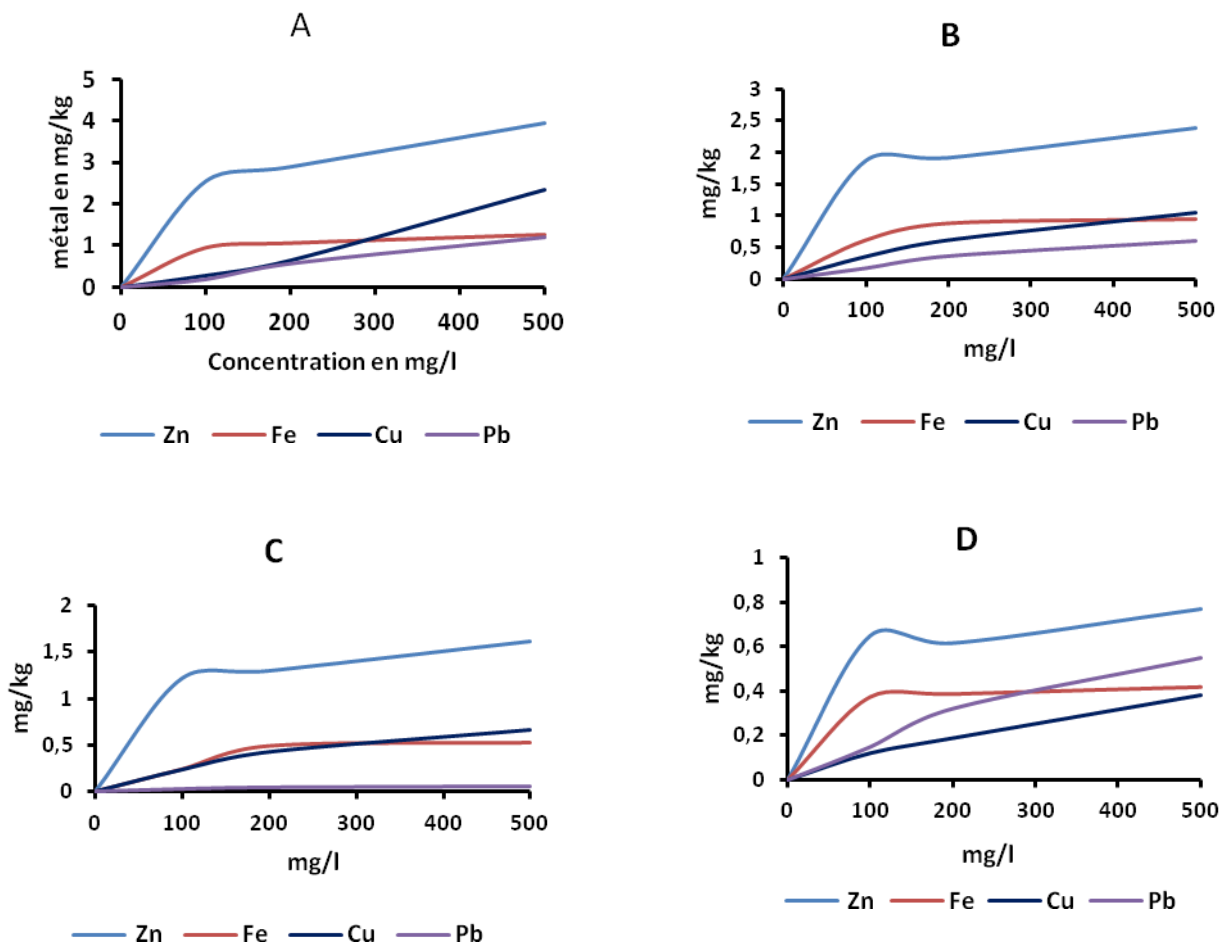 A
métal en mg/kg
5
4
3
2
1
0
0 100 200 300 400 500
Concentration en mg/l
Zn Fe Cu Pb
B
mg/kg
3
2,5
2
1,5
1
0,5
0
0 100 200 300 400 500
mg/l
Zn Fe Cu Pb
C
mg/kg
2
1,5
1
0,5
0
0 100 200 300 400 500
mg/l
Zn Fe Cu Pb
D
mg/kg
1
0,8
0,6
0,4
0,2
0
0 100 200 300 400 500
mg/l
Zn Fe Cu Pb